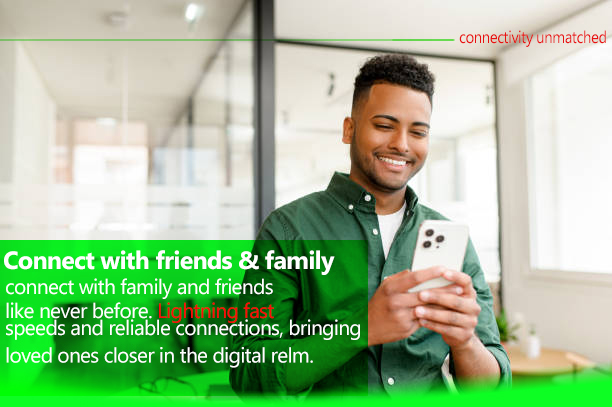 connectivity unmatched
Connect with friends & family
connect with family and friends
like never before. Lightning fast
speeds and reliable connections, bringing
loved ones closer in the digital relm.